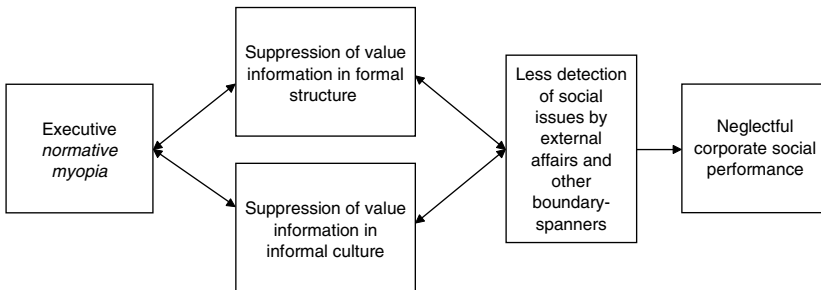 Executive
normative
myopia
Suppression of value
information in formal
structure
Suppression of value
information in
informal culture
Less detection
of social
issues by
external
affairs and
other
boundary-
spanners
Neglectful
corporate social
performance